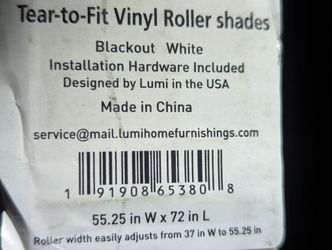 Tear-to-Fit Vinyl Roller shades
Blackout White
Installation Hardware Included
Designed by Lumi in the USA
Made in China
service@mail.lumihomefurnishings.com
1 91908 65380 8
55.25 in W x 72 in L
Roller width easily adjusts from 37 in W to 55.25 in